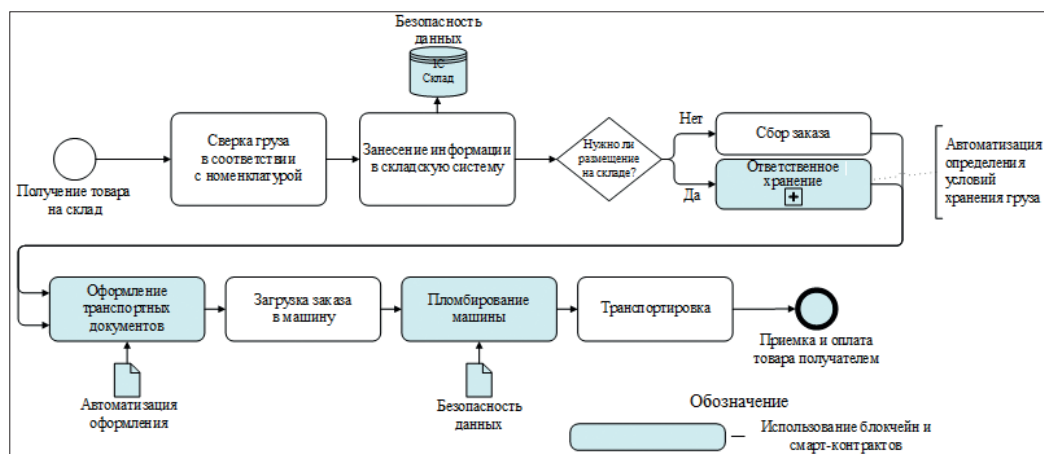 Безопасность
данных
1С
Склад
Получение товара
на склад
Сверка груза
в соответствии
с номенклатурой
Занесение информации
в складскую систему
Нужно ли
размещение
на складе?
Нет
Да
Сбор заказа
Ответственное
хранение
Автоматизация
определения
условий
хранения груза
Оформление
транспортных
документов
Загрузка заказа
в машину
Пломбирование
машины
Транспортировка
Приемка и оплата
товара получателем
Автоматизация
оформления
Безопасность
данных
Обозначение
— Использование блокчейн и
смарт-контрактов